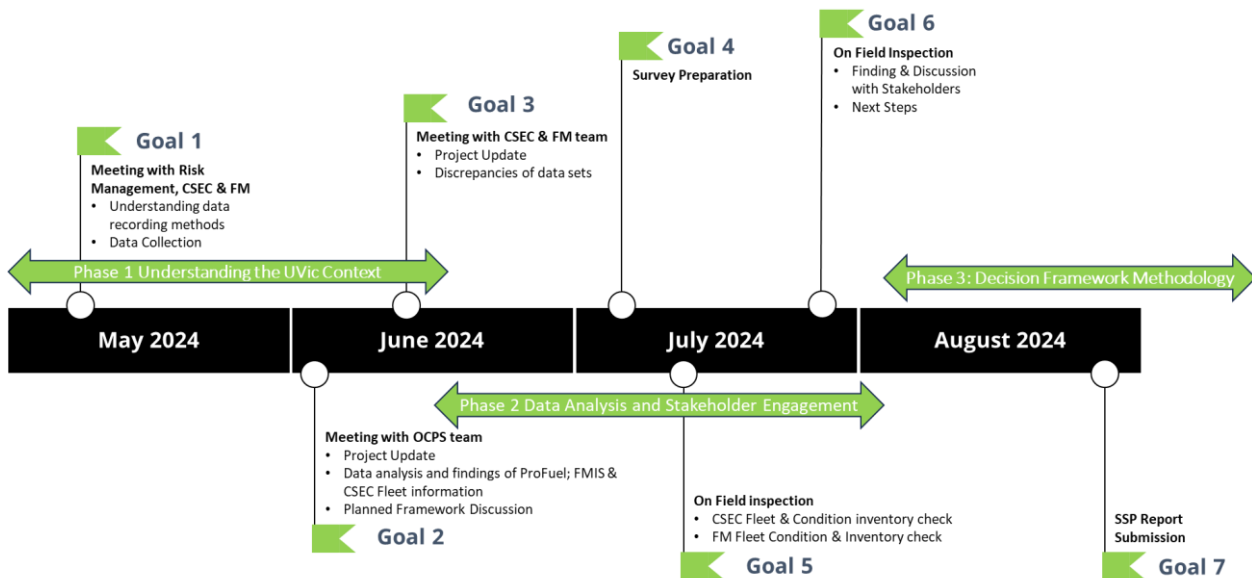 Goal 1
Meeting with Risk
Management, CSEC & FM
• Understanding data
recording methods
• Data Collection
Goal 3
Meeting with CSEC & FM team
• Project Update
• Discrepancies of data sets
Goal 4
Survey Preparation
Goal 6
On Field Inspection
• Finding & Discussion
with Stakeholders
• Next Steps
Phase 1 Understanding the UVic Context
Phase 3: Decision Framework Methodology
May 2024
June 2024
July 2024
August 2024
Phase 2 Data Analysis and Stakeholder Engagement
Meeting with OCPS team
• Project Update
• Data analysis and findings of ProFuel; FMIS &
CSEC Fleet information
• Planned Framework Discussion
Goal 2
On Field inspection
• CSEC Fleet & Condition inventory check
• FM Fleet Condition & Inventory check
Goal 5
SSP Report
Submission
Goal 7